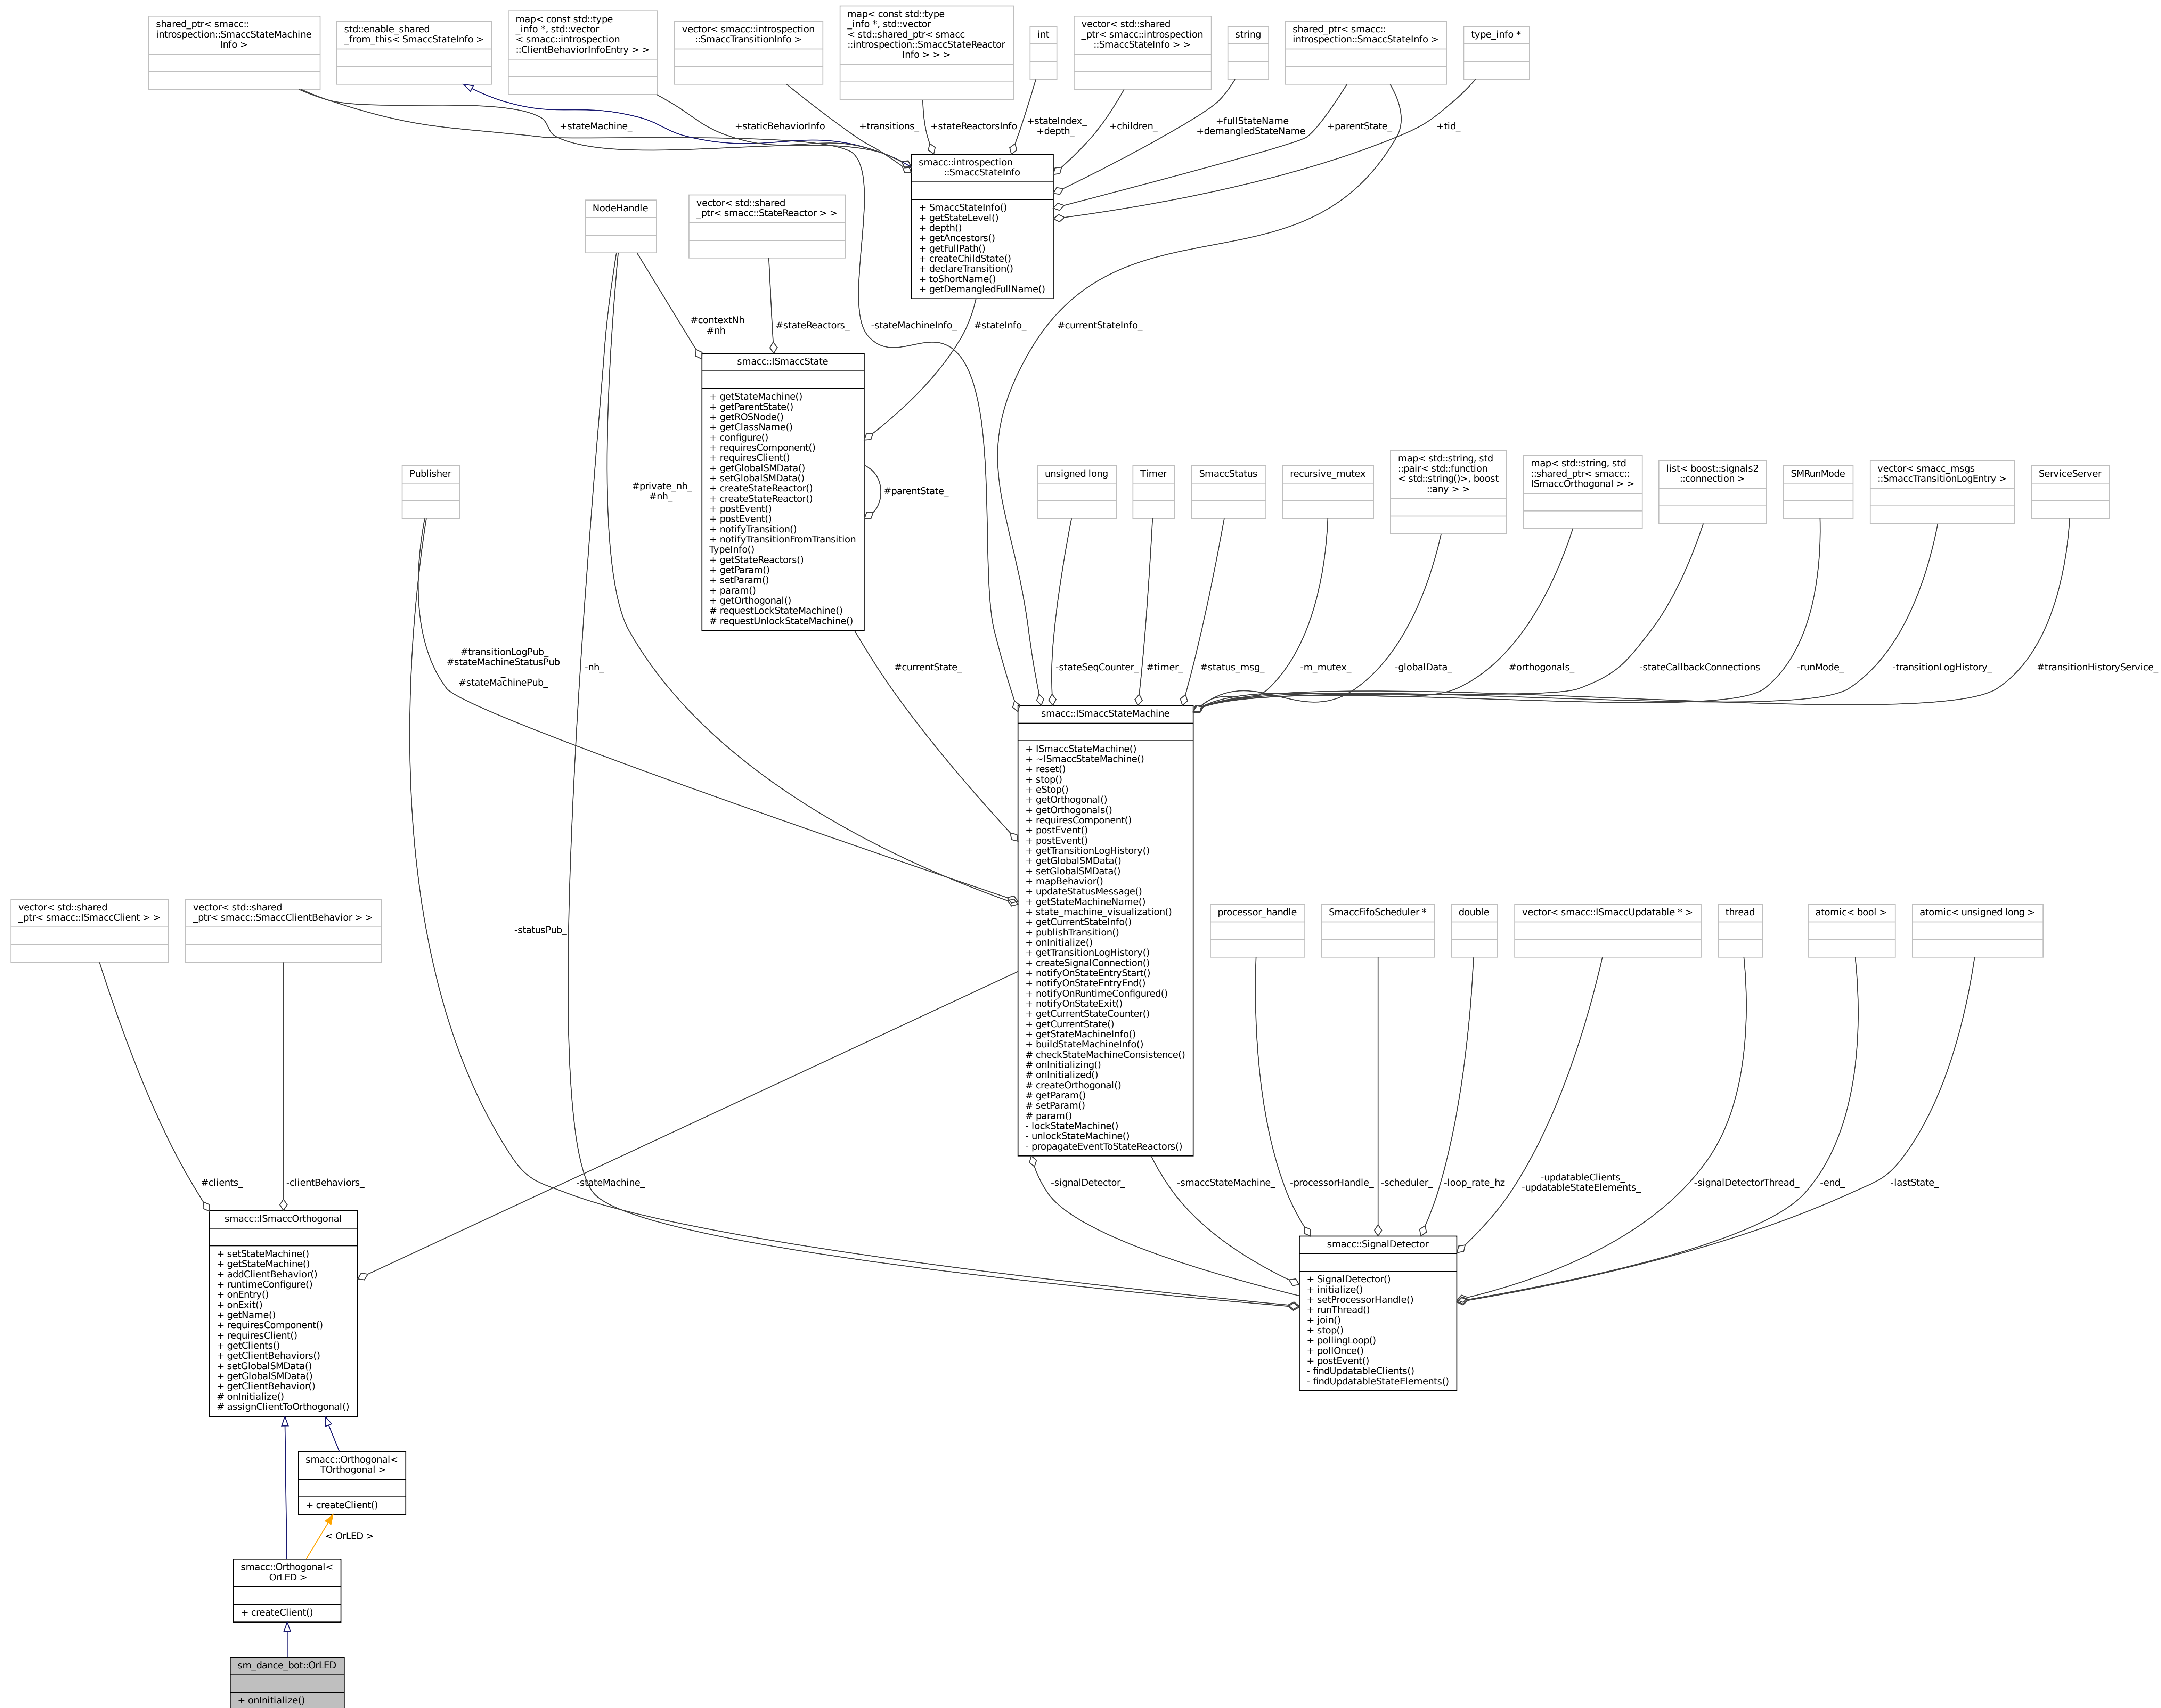 shared_ptr< smacc::
introspection::SmaccStateMachine
Info >
std::enable_shared
_from_this< SmaccStateInfo >
map< const std::type
_info *, std::vector
< smacc::introspection
::ClientBehaviorInfoEntry > >
vector< smacc::introspection
::SmaccTransitionInfo >
map< const std::type
_info *, std::vector
< std::shared_ptr< smacc
::introspection::SmaccStateReactor
Info > > >
int
vector< std::shared
_ptr< smacc::introspection
::SmaccStateInfo > >
string
shared_ptr< smacc::
introspection::SmaccStateInfo >
type_info *
+stateMachine_
+staticBehaviorInfo
+transitions_
+stateReactorsInfo
+stateIndex_
+depth_
+children_
+fullStateName
+demangledStateName
+parentState_
+tid_
smacc::introspection
::SmaccStateInfo
+ SmaccStateInfo()
+ getStateLevel()
+ depth()
+ getAncestors()
+ getFullPath()
+ createChildState()
+ declareTransition()
+ toShortName()
+ getDemangledFullName()
NodeHandle
vector< std::shared
_ptr< smacc::StateReactor > >
#contextNh
#nh
#stateReactors_
-stateMachineInfo_
#stateInfo_
#currentStateInfo_
smacc::ISmaccState
+ getStateMachine()
+ getParentState()
+ getROSNode()
+ getClassName()
+ configure()
+ requiresComponent()
+ requiresClient()
+ getGlobalSMData()
+ setGlobalSMData()
+ createStateReactor()
+ createStateReactor()
+ postEvent()
+ postEvent()
+ notifyTransition()
+ notifyTransitionFromTransition
TypeInfo()
+ getStateReactors()
+ getParam()
+ setParam()
+ param()
+ getOrthogonal()
# requestLockStateMachine()
# requestUnlockStateMachine()
#parentState_
Publisher
#private_nh_
#nh_
unsigned long
Timer
SmaccStatus
recursive_mutex
map< std::string, std
::pair< std::function
< std::string()>, boost
::any > >
map< std::string, std
::shared_ptr< smacc::
ISmaccOrthogonal > >
list< boost::signals2
::connection >
SMRunMode
vector< smacc_msgs
::SmaccTransitionLogEntry >
ServiceServer
#transitionLogPub_
#stateMachineStatusPub
_
#stateMachinePub_
-nh_
#currentState_
-stateSeqCounter_
#timer_
#status_msg_
-m_mutex_
-globalData_
#orthogonals_
-stateCallbackConnections
-runMode_
-transitionLogHistory_
#transitionHistoryService_
smacc::ISmaccStateMachine
+ ISmaccStateMachine()
+ ~ISmaccStateMachine()
+ reset()
+ stop()
+ eStop()
+ getOrthogonal()
+ getOrthogonals()
+ requiresComponent()
+ postEvent()
+ postEvent()
+ getTransitionLogHistory()
+ getGlobalSMData()
+ setGlobalSMData()
+ mapBehavior()
+ updateStatusMessage()
+ getStateMachineName()
+ state_machine_visualization()
+ getCurrentStateInfo()
+ publishTransition()
+ onInitialize()
+ getTransitionLogHistory()
+ createSignalConnection()
+ notifyOnStateEntryStart()
+ notifyOnStateEntryEnd()
+ notifyOnRuntimeConfigured()
+ notifyOnStateExit()
+ getCurrentStateCounter()
+ getCurrentState()
+ getStateMachineInfo()
+ buildStateMachineInfo()
# checkStateMachineConsistence()
# onInitializing()
# onInitialized()
# createOrthogonal()
# getParam()
# setParam()
# param()
- lockStateMachine()
- unlockStateMachine()
- propagateEventToStateReactors()
vector< std::shared
_ptr< smacc::ISmaccClient > >
vector< std::shared
_ptr< smacc::SmaccClientBehavior > >
-statusPub_
processor_handle
SmaccFifoScheduler *
double
vector< smacc::ISmaccUpdatable * >
thread
atomic< bool >
atomic< unsigned long >
#clients_
-clientBehaviors_
-stateMachine_
-signalDetector_
-smaccStateMachine_
-processorHandle_
-scheduler_
-loop_rate_hz
-updatableClients_
-updatableStateElements_
-signalDetectorThread_
-end_
-lastState_
smacc::ISmaccOrthogonal
+ setStateMachine()
+ getStateMachine()
+ addClientBehavior()
+ runtimeConfigure()
+ onEntry()
+ onExit()
+ getName()
+ requiresComponent()
+ requiresClient()
+ getClients()
+ getClientBehaviors()
+ setGlobalSMData()
+ getGlobalSMData()
+ getClientBehavior()
# onInitialize()
# assignClientToOrthogonal()
smacc::SignalDetector
+ SignalDetector()
+ initialize()
+ setProcessorHandle()
+ runThread()
+ join()
+ stop()
+ pollingLoop()
+ pollOnce()
+ postEvent()
- findUpdatableClients()
- findUpdatableStateElements()
smacc::Orthogonal<
TOrthogonal >
+ createClient()
< OrLED >
smacc::Orthogonal<
OrLED >
+ createClient()
sm_dance_bot::OrLED
+ onInitialize()